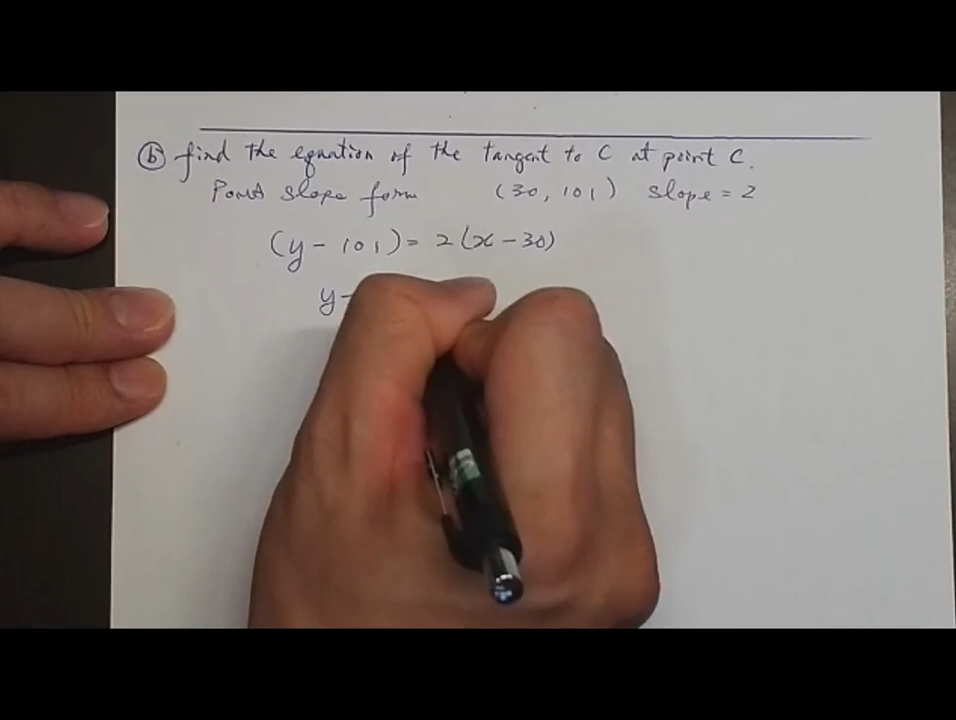 ⓑ find the equation of the tangent to C at point C.
Point slope form (30, 101) slope = 2
(y - 101) = 2(x - 30)
y -